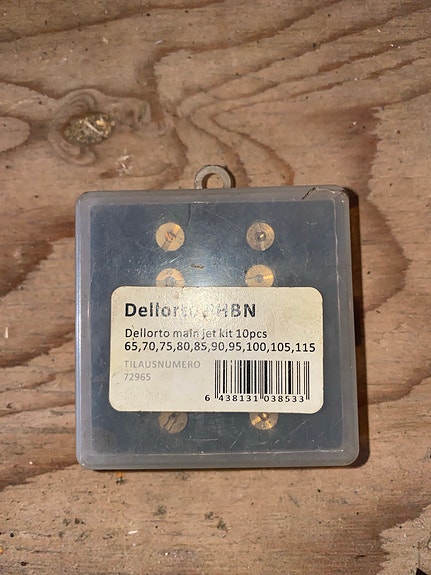 Dellorto PHBN
Dellorto main jet kit 10pcs
65,70,75,80,85,90,95,100,105,115
TILAUSNUMERO
72965
6 438131 038533